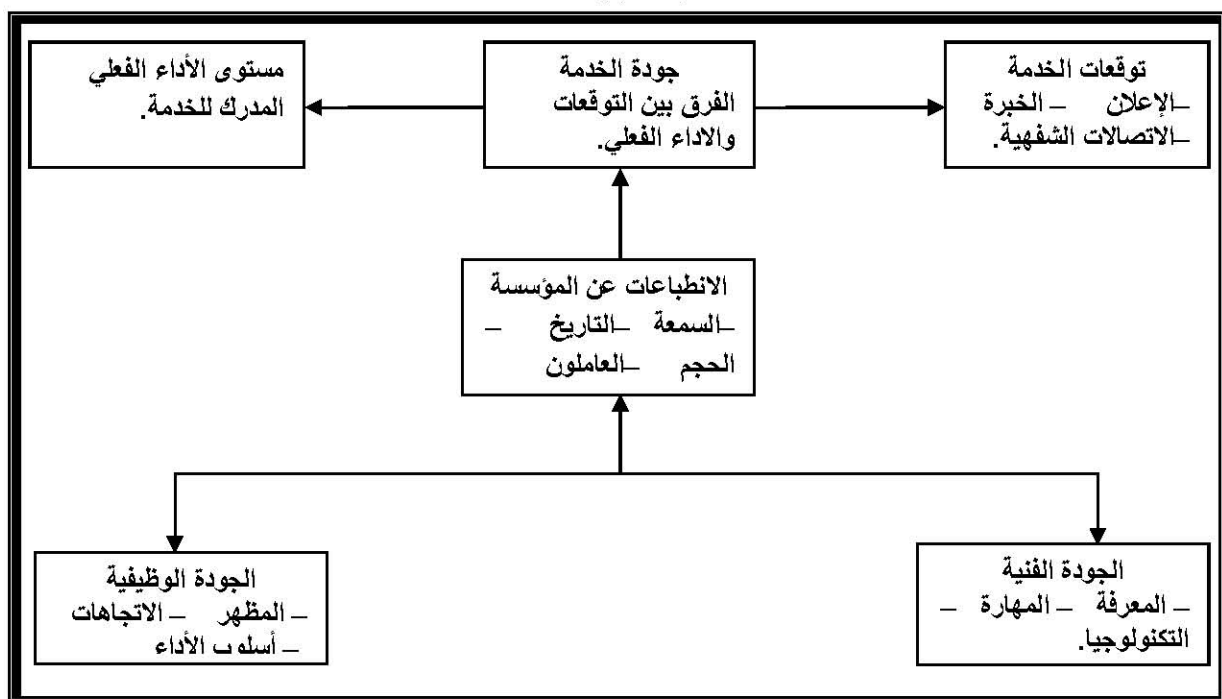 توقعات الخدمة
–الإعلان – الخبرة
–الاتصالات الشفهية.
جودة الخدمة
الفرق بين التوقعات
والاداء الفعلي.
مستوى الأداء الفعلي
المدرك للخدمة.
الانطباعات عن المؤسسة
–السمعة –التاريخ –
الحجم –العاملون
الجودة الفنية
– المعرفة – المهارة –
التكنولوجيا.
الجودة الوظيفية
– المظهر – الاتجاهات
– أسلوب الأداء